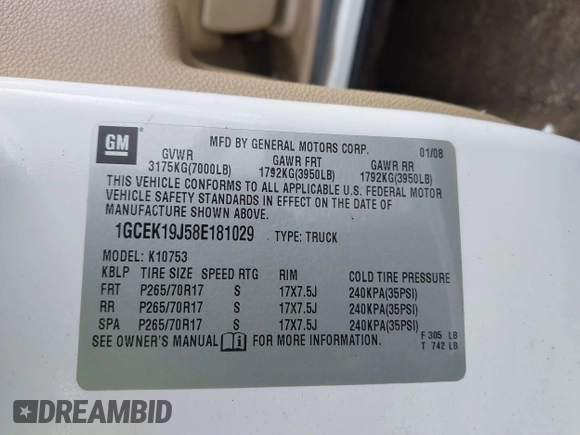 GM
MFD BY GENERAL MOTORS CORP. 01/08
GVWR GAWR FRT GAWR RR
3175KG(7000LB) 1792KG(3950LB) 1792KG(3950LB)
THIS VEHICLE CONFORMS TO ALL APPLICABLE U.S. FEDERAL MOTOR
VEHICLE SAFETY STANDARDS IN EFFECT ON THE DATE OF
MANUFACTURE SHOWN ABOVE.
1GCEK19J58E181029 TYPE: TRUCK
MODEL: K10753
KBLP TIRE SIZE SPEED RTG RIM COLD TIRE PRESSURE
FRT P265/70R17 S 17X7.5J 240KPA(35PSI)
RR P265/70R17 S 17X7.5J 240KPA(35PSI)
SPA P265/70R17 S 17X7.5J 240KPA(35PSI)
SEE OWNER'S MANUAL i FOR MORE INFORMATION.
F 305 LB
T 742 LB
DREAMBID